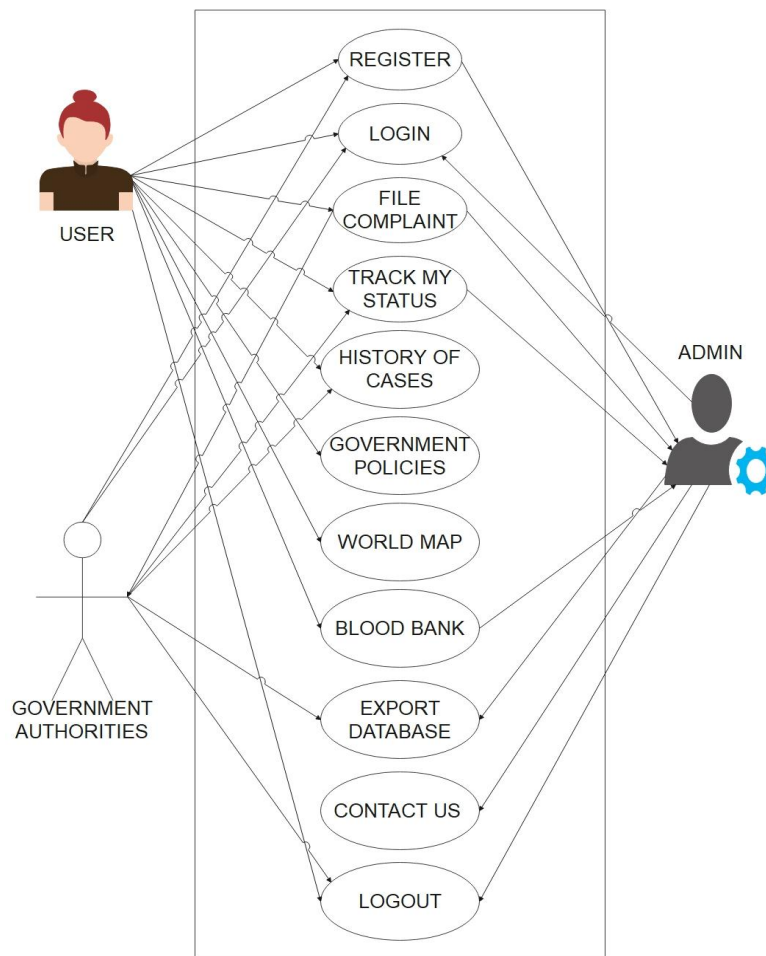 REGISTER
LOGIN
FILE
COMPLAINT
USER
TRACK MY
STATUS
HISTORY OF
CASES
ADMIN
GOVERNMENT
POLICIES
WORLD MAP
BLOOD BANK
GOVERNMENT
AUTHORITIES
EXPORT
DATABASE
CONTACT US
LOGOUT